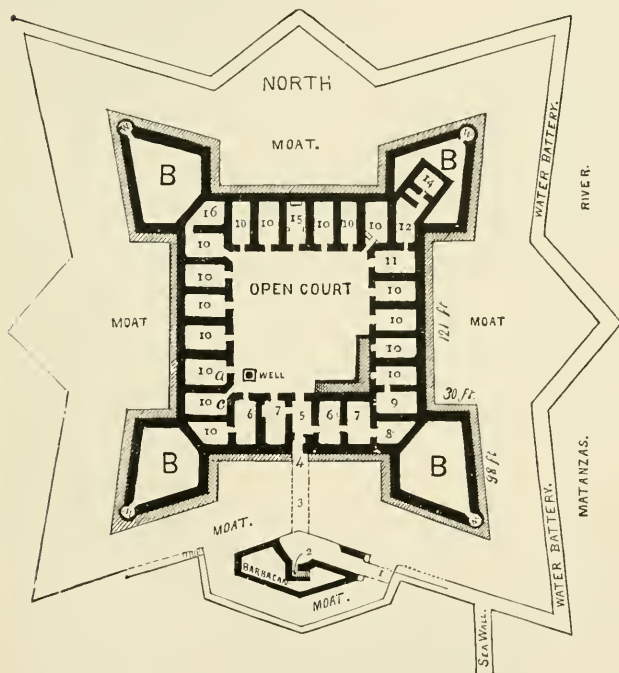 NORTH
MOAT.
B
B
14
16
10
10
15
10
10
10
12
WATER BATTERY.
RIVER.
10
11
10
10
OPEN COURT
10
10
10
MOAT
121 ft
MOAT
10
10
10 a
WELL
10
30 ft.
10 c
6
7
5
6
7
9
10
8
B
B
98 ft
4
3
MATANZAS.
MOAT.
2
BARBACAN
1
MOAT.
WATER BATTERY.
SEA WALL.